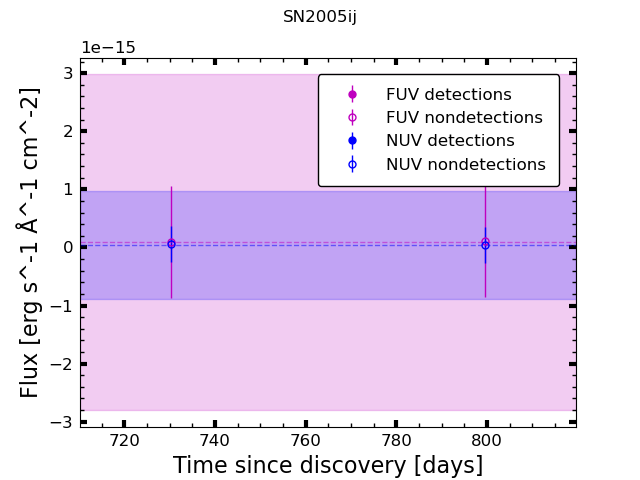 SN2005ij
1e−15
Flux [erg s^-1 Å^-1 cm^-2]
3
2
1
0
−1
−2
−3
FUV detections
FUV nondetections
NUV detections
NUV nondetections
720
740
760
780
800
Time since discovery [days]